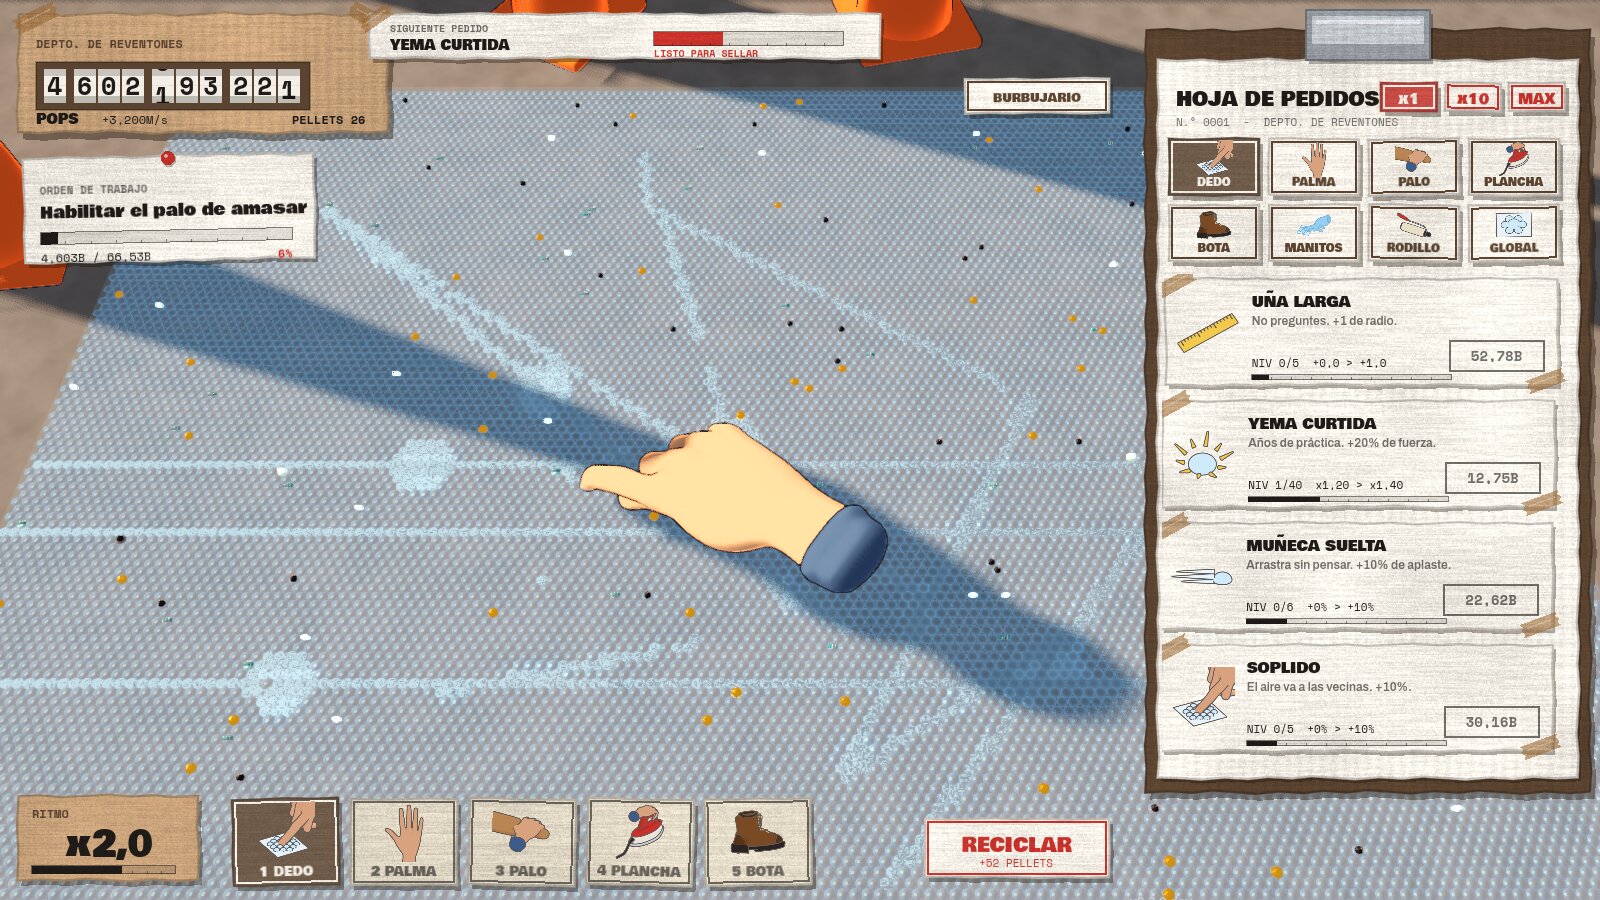 DEPTO. DE REVENTONES
4 602 193 221
POPS +3,200M/s PELLETS 26
SIGUIENTE PEDIDO
YEMA CURTIDA
LISTO PARA SELLAR
BURBUJARIO
ORDEN DE TRABAJO
Habilitar el palo de amasar
4,603B / 66,53B 6%
HOJA DE PEDIDOS x1 x10 MAX
N.º 0001 - DEPTO. DE REVENTONES
DEDO PALMA PALO PLANCHA
BOTA MANITOS RODILLO GLOBAL
UÑA LARGA
No preguntes. +1 de radio.
NIV 0/5 +0,0 > +1,0
52,78B
YEMA CURTIDA
Años de práctica. +20% de fuerza.
NIV 1/40 x1,20 > x1,40
12,75B
MUÑECA SUELTA
Arrastra sin pensar. +10% de aplaste.
NIV 0/6 +0% > +10%
22,62B
SOPLIDO
El aire va a las vecinas. +10%.
NIV 0/5 +0% > +10%
30,16B
RITMO
x2,0
1 DEDO 2 PALMA 3 PALO 4 PLANCHA 5 BOTA
RECICLAR
+52 PELLETS